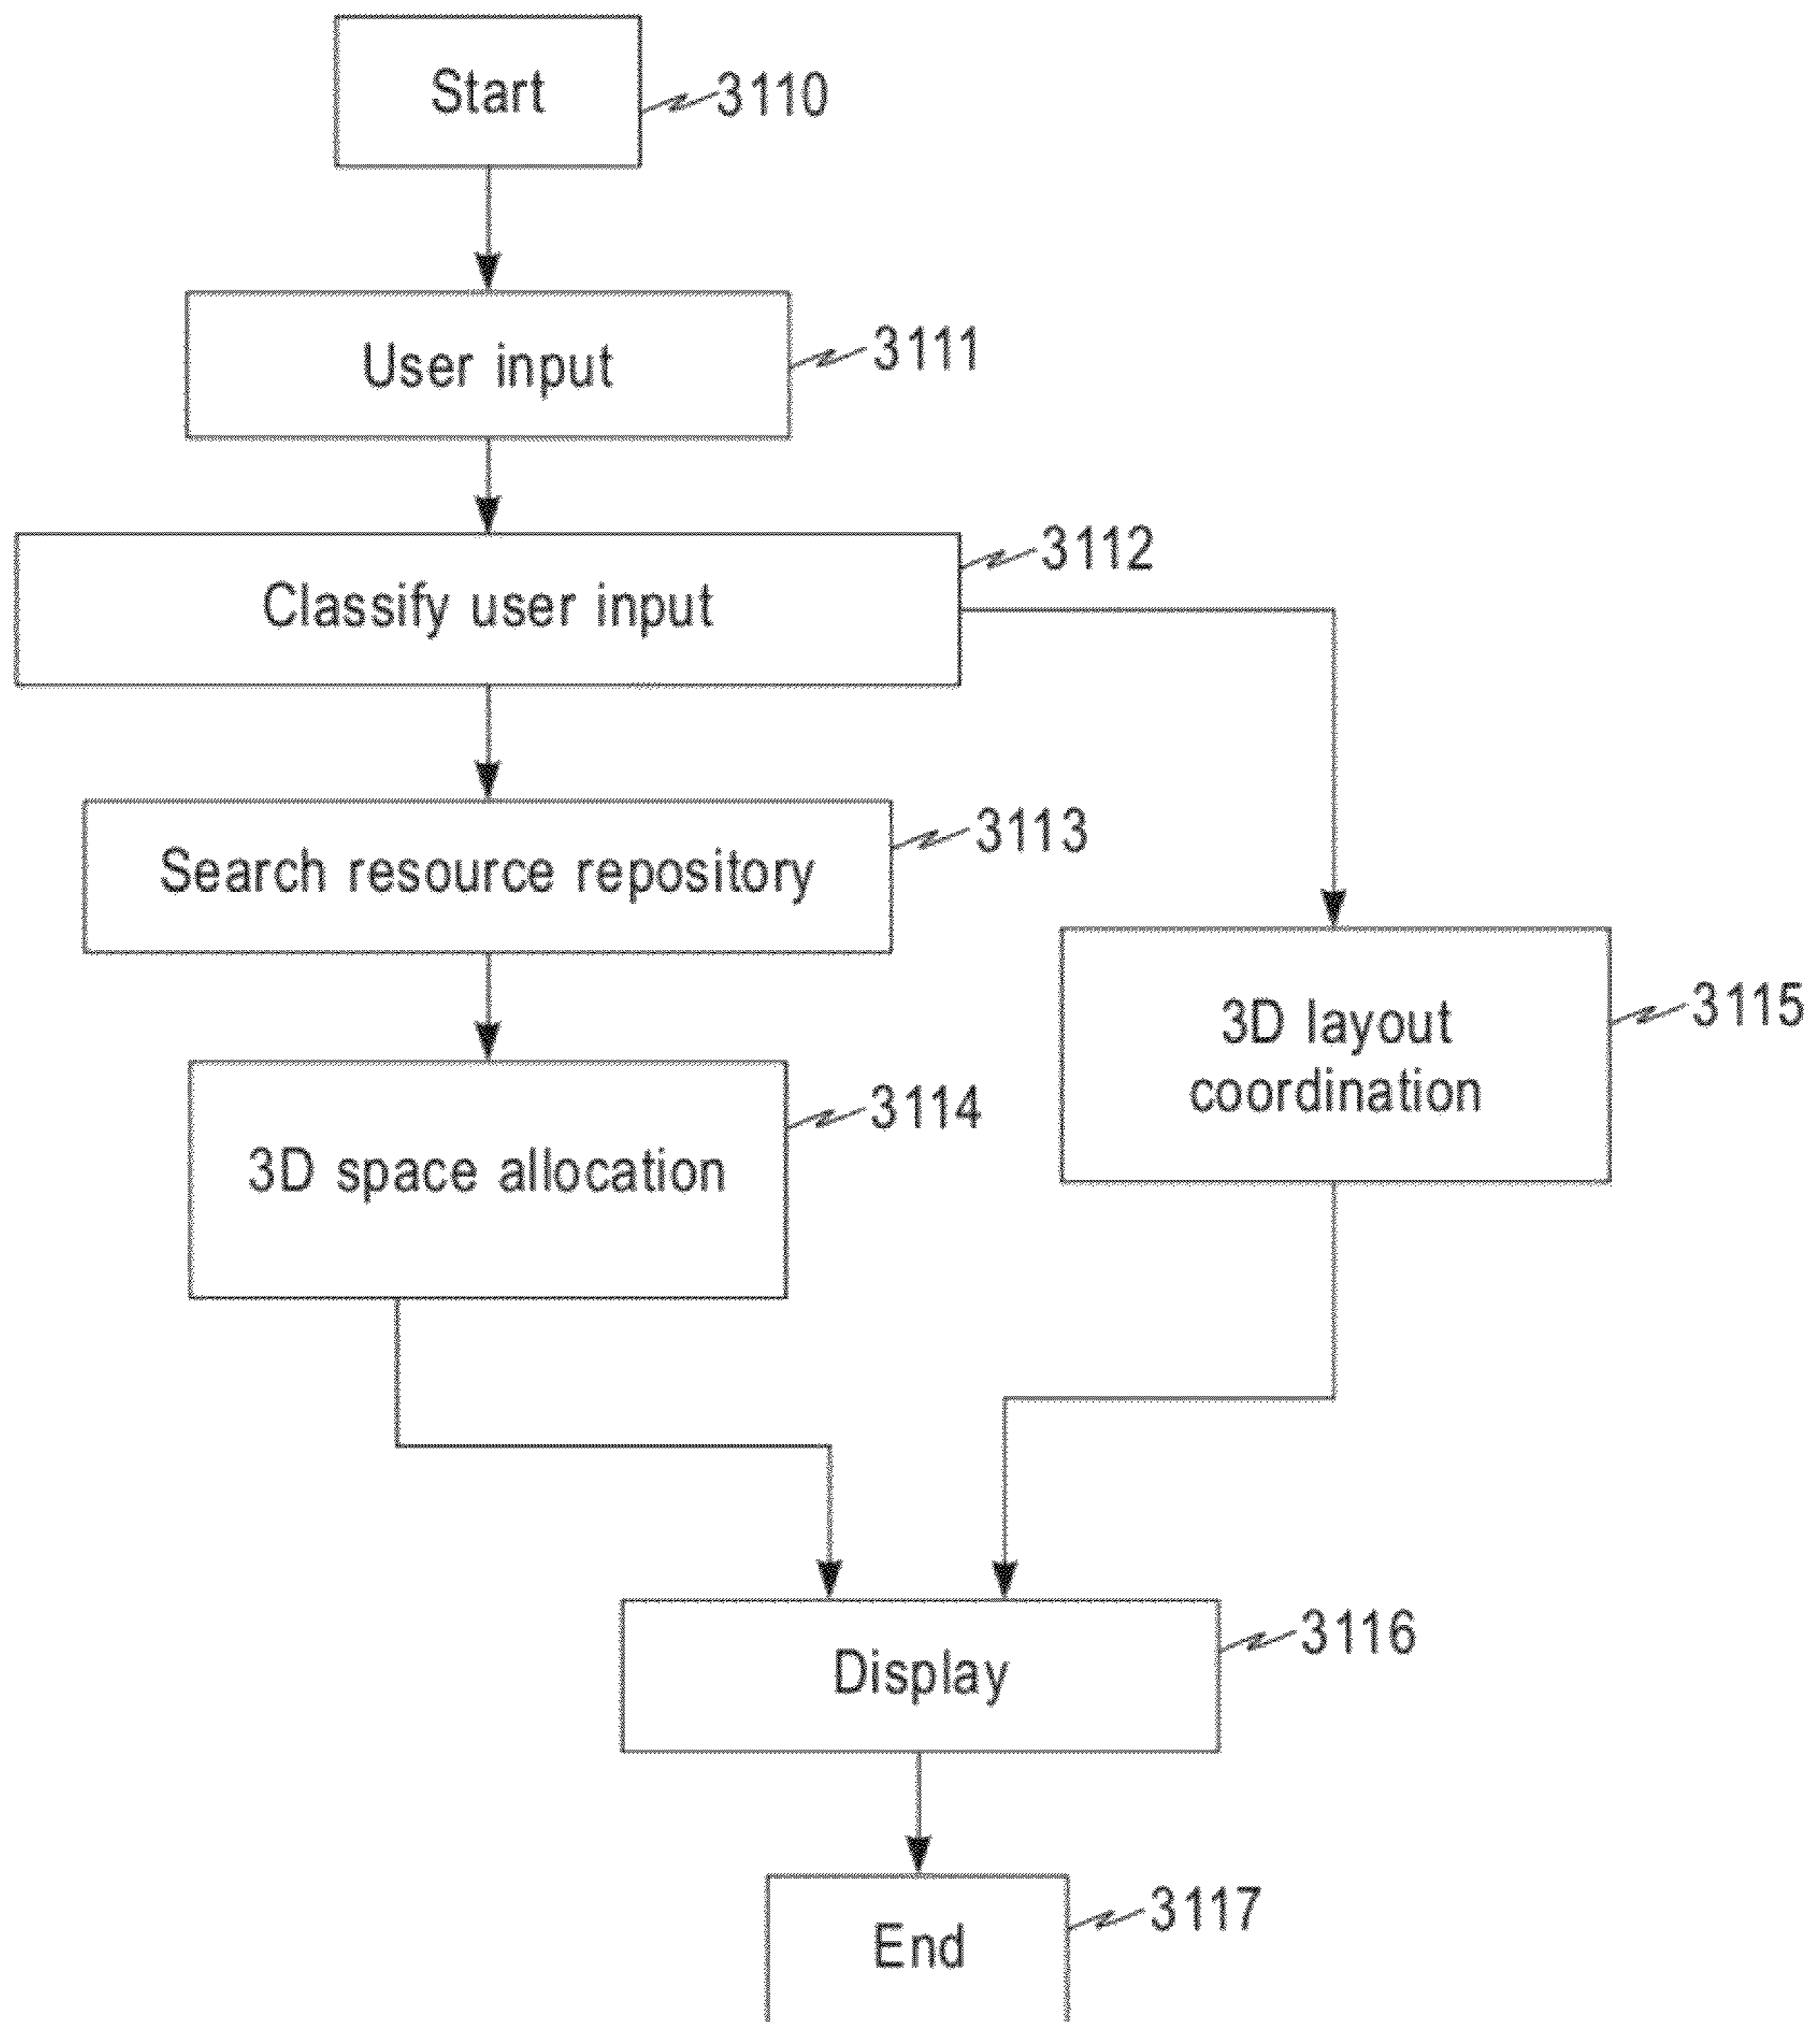 Start
3110
User input
3111
Classify user input
3112
Search resource repository
3113
3D space allocation
3114
3D layout
coordination
3115
Display
3116
End
3117